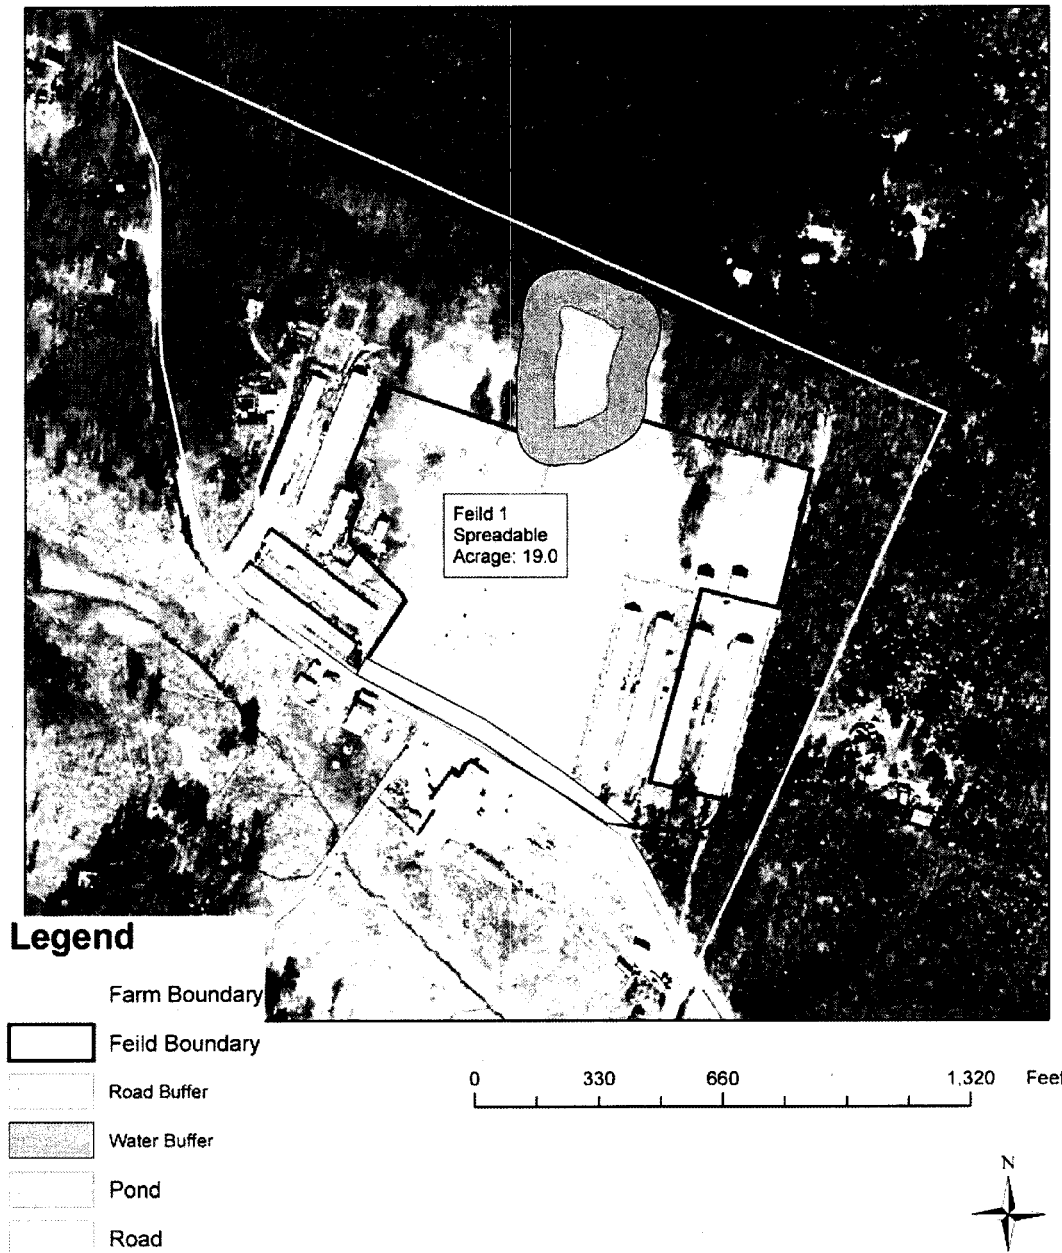 Feild 1
Spreadable
Acrage: 19.0
Legend
Farm Boundary
Feild Boundary
Road Buffer
Water Buffer
Pond
Road
0 330 660 1,320 Feet
N